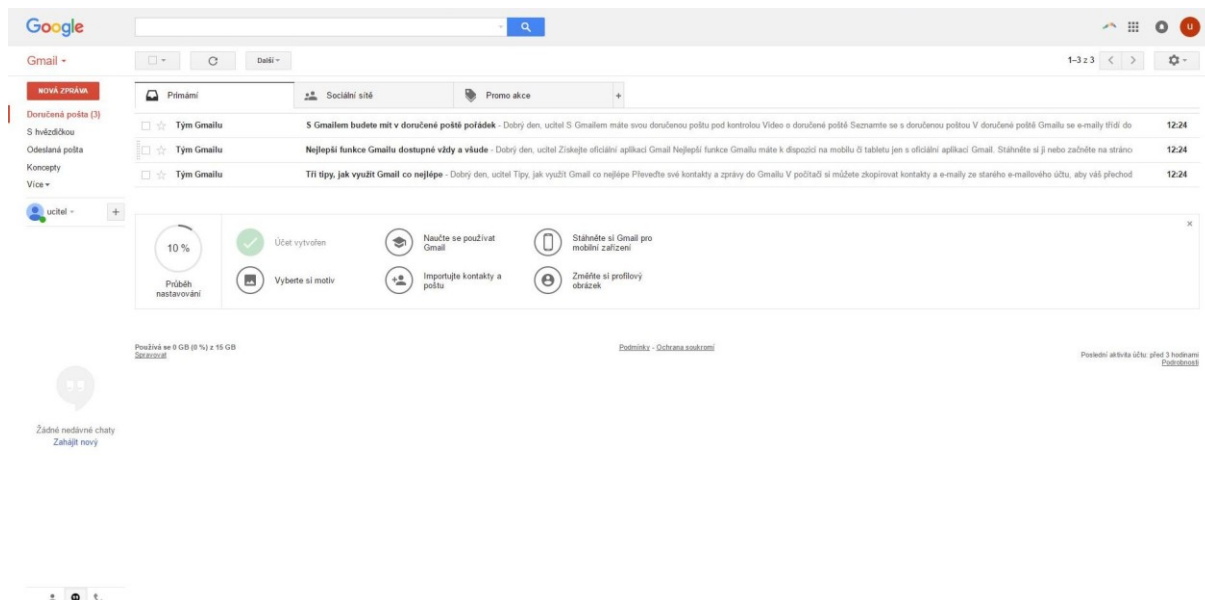 Google
U
Gmail
Další
1–3 z 3
NOVÁ ZPRÁVA
Primární
Sociální sítě
Promo akce
+
Doručená pošta (3)
S hvězdičkou
Odeslaná pošta
Koncepty
Více
ucitel
+
Tým Gmailu S Gmailem budete mít v doručené poště pořádek - Dobrý den, ucitel S Gmailem máte svou doručenou poštu pod kontrolou Video o doručené poště Seznamte se s doručenou poštou V doručené poště Gmailu se e-maily třídí do 12:24
Tým Gmailu Nejlepší funkce Gmailu dostupné vždy a všude - Dobrý den, ucitel Získejte oficiální aplikaci Gmail Nejlepší funkce Gmailu máte k dispozici na mobilu či tabletu jen s oficiální aplikací Gmail. Stáhněte si ji nebo začněte na stránc 12:24
Tým Gmailu Tři tipy, jak využít Gmail co nejlépe - Dobrý den, ucitel Tipy, jak využít Gmail co nejlépe Převeďte své kontakty a zprávy do Gmailu V počítači si můžete zkopírovat kontakty a e-maily ze starého e-mailového účtu, aby váš přechod 12:24
10 %
Průběh
nastavování
Účet vytvořen
Naučte se používat
Gmail
Stáhněte si Gmail pro
mobilní zařízení
Vyberte si motiv
Importujte kontakty a
poštu
Změňte si profilový
obrázek
Používá se 0 GB (0 %) z 15 GB
Spravovat
Podmínky - Ochrana soukromí
Poslední aktivita účtu: před 3 hodinami
Podrobnosti
Žádné nedávné chaty
Zahájit nový